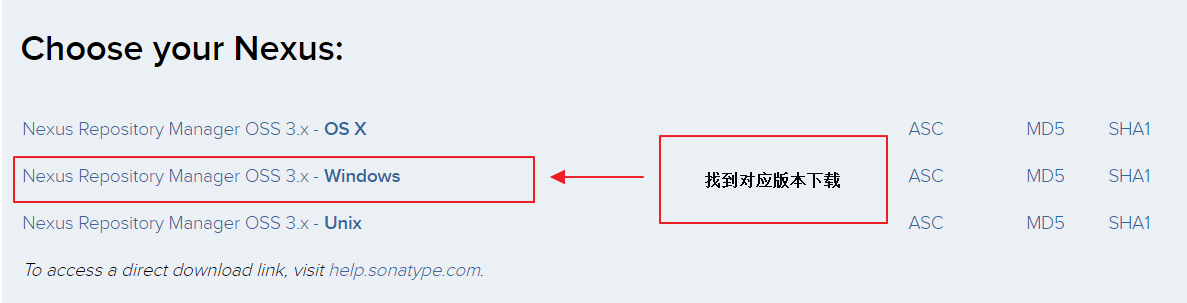 Choose your Nexus:
Nexus Repository Manager OSS 3.x - OS X ASC MD5 SHA1
Nexus Repository Manager OSS 3.x - Windows 找到对应版本下载 ASC MD5 SHA1
Nexus Repository Manager OSS 3.x - Unix ASC MD5 SHA1
To access a direct download link, visit help.sonatype.com.